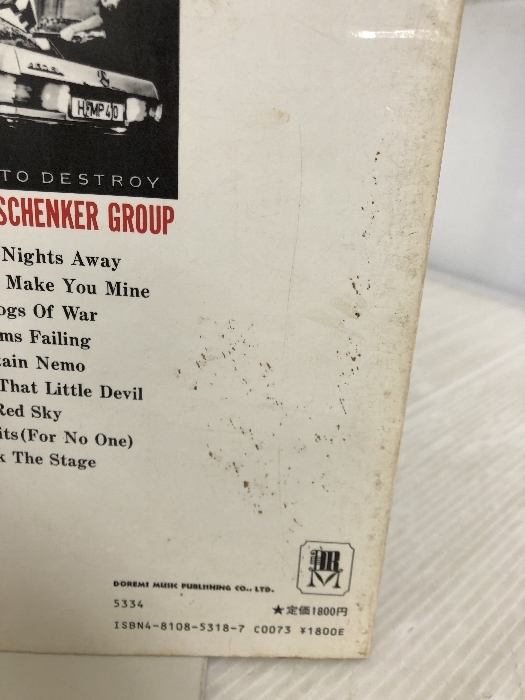 H MP 40
TO DESTROY
SCHENKER GROUP
Nights Away
Make You Mine
ogs Of War
ms Failing
tain Nemo
That Little Devil
Red Sky
its(For No One)
k The Stage
DOREMI MUSIC PUBLISHING CO., LTD.
5334
★定価1800円
ISBN4-8108-5318-7 C0073 ¥1800E